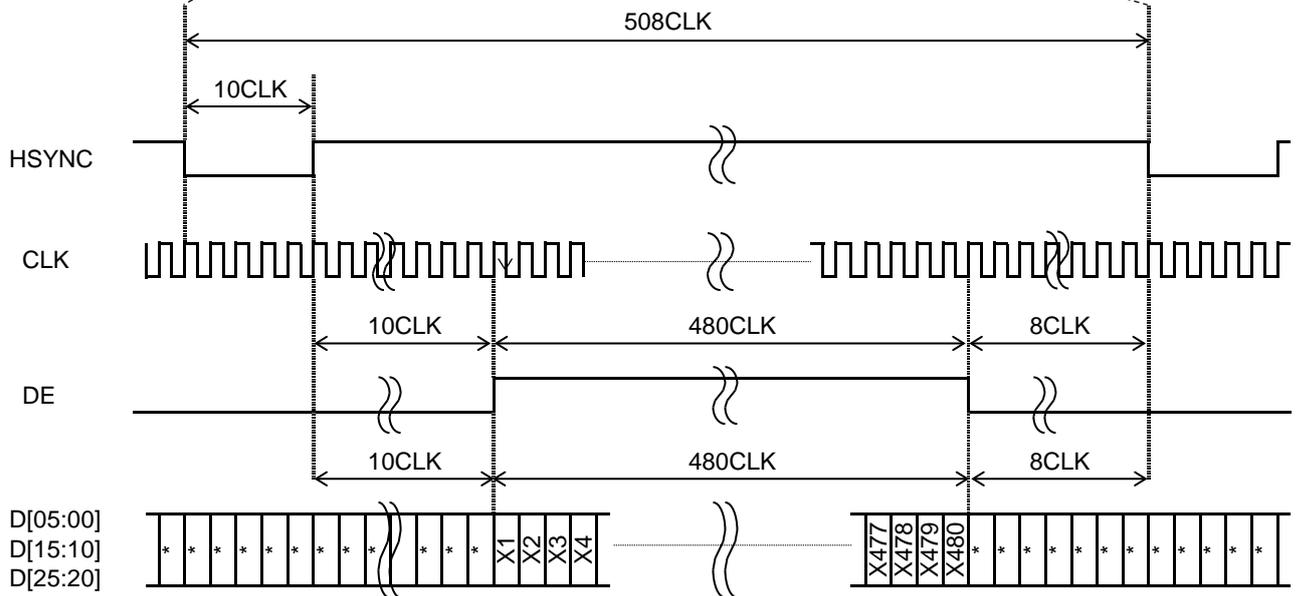 508CLK
10CLK
HSYNC
CLK
10CLK 480CLK 8CLK
DE
10CLK 480CLK 8CLK
D[05:00]
D[15:10]
D[25:20]
* * * * * * * * * * * * X1 X2 X3 X4 X477 X478 X479 X480 * * * * * * * * * * * *